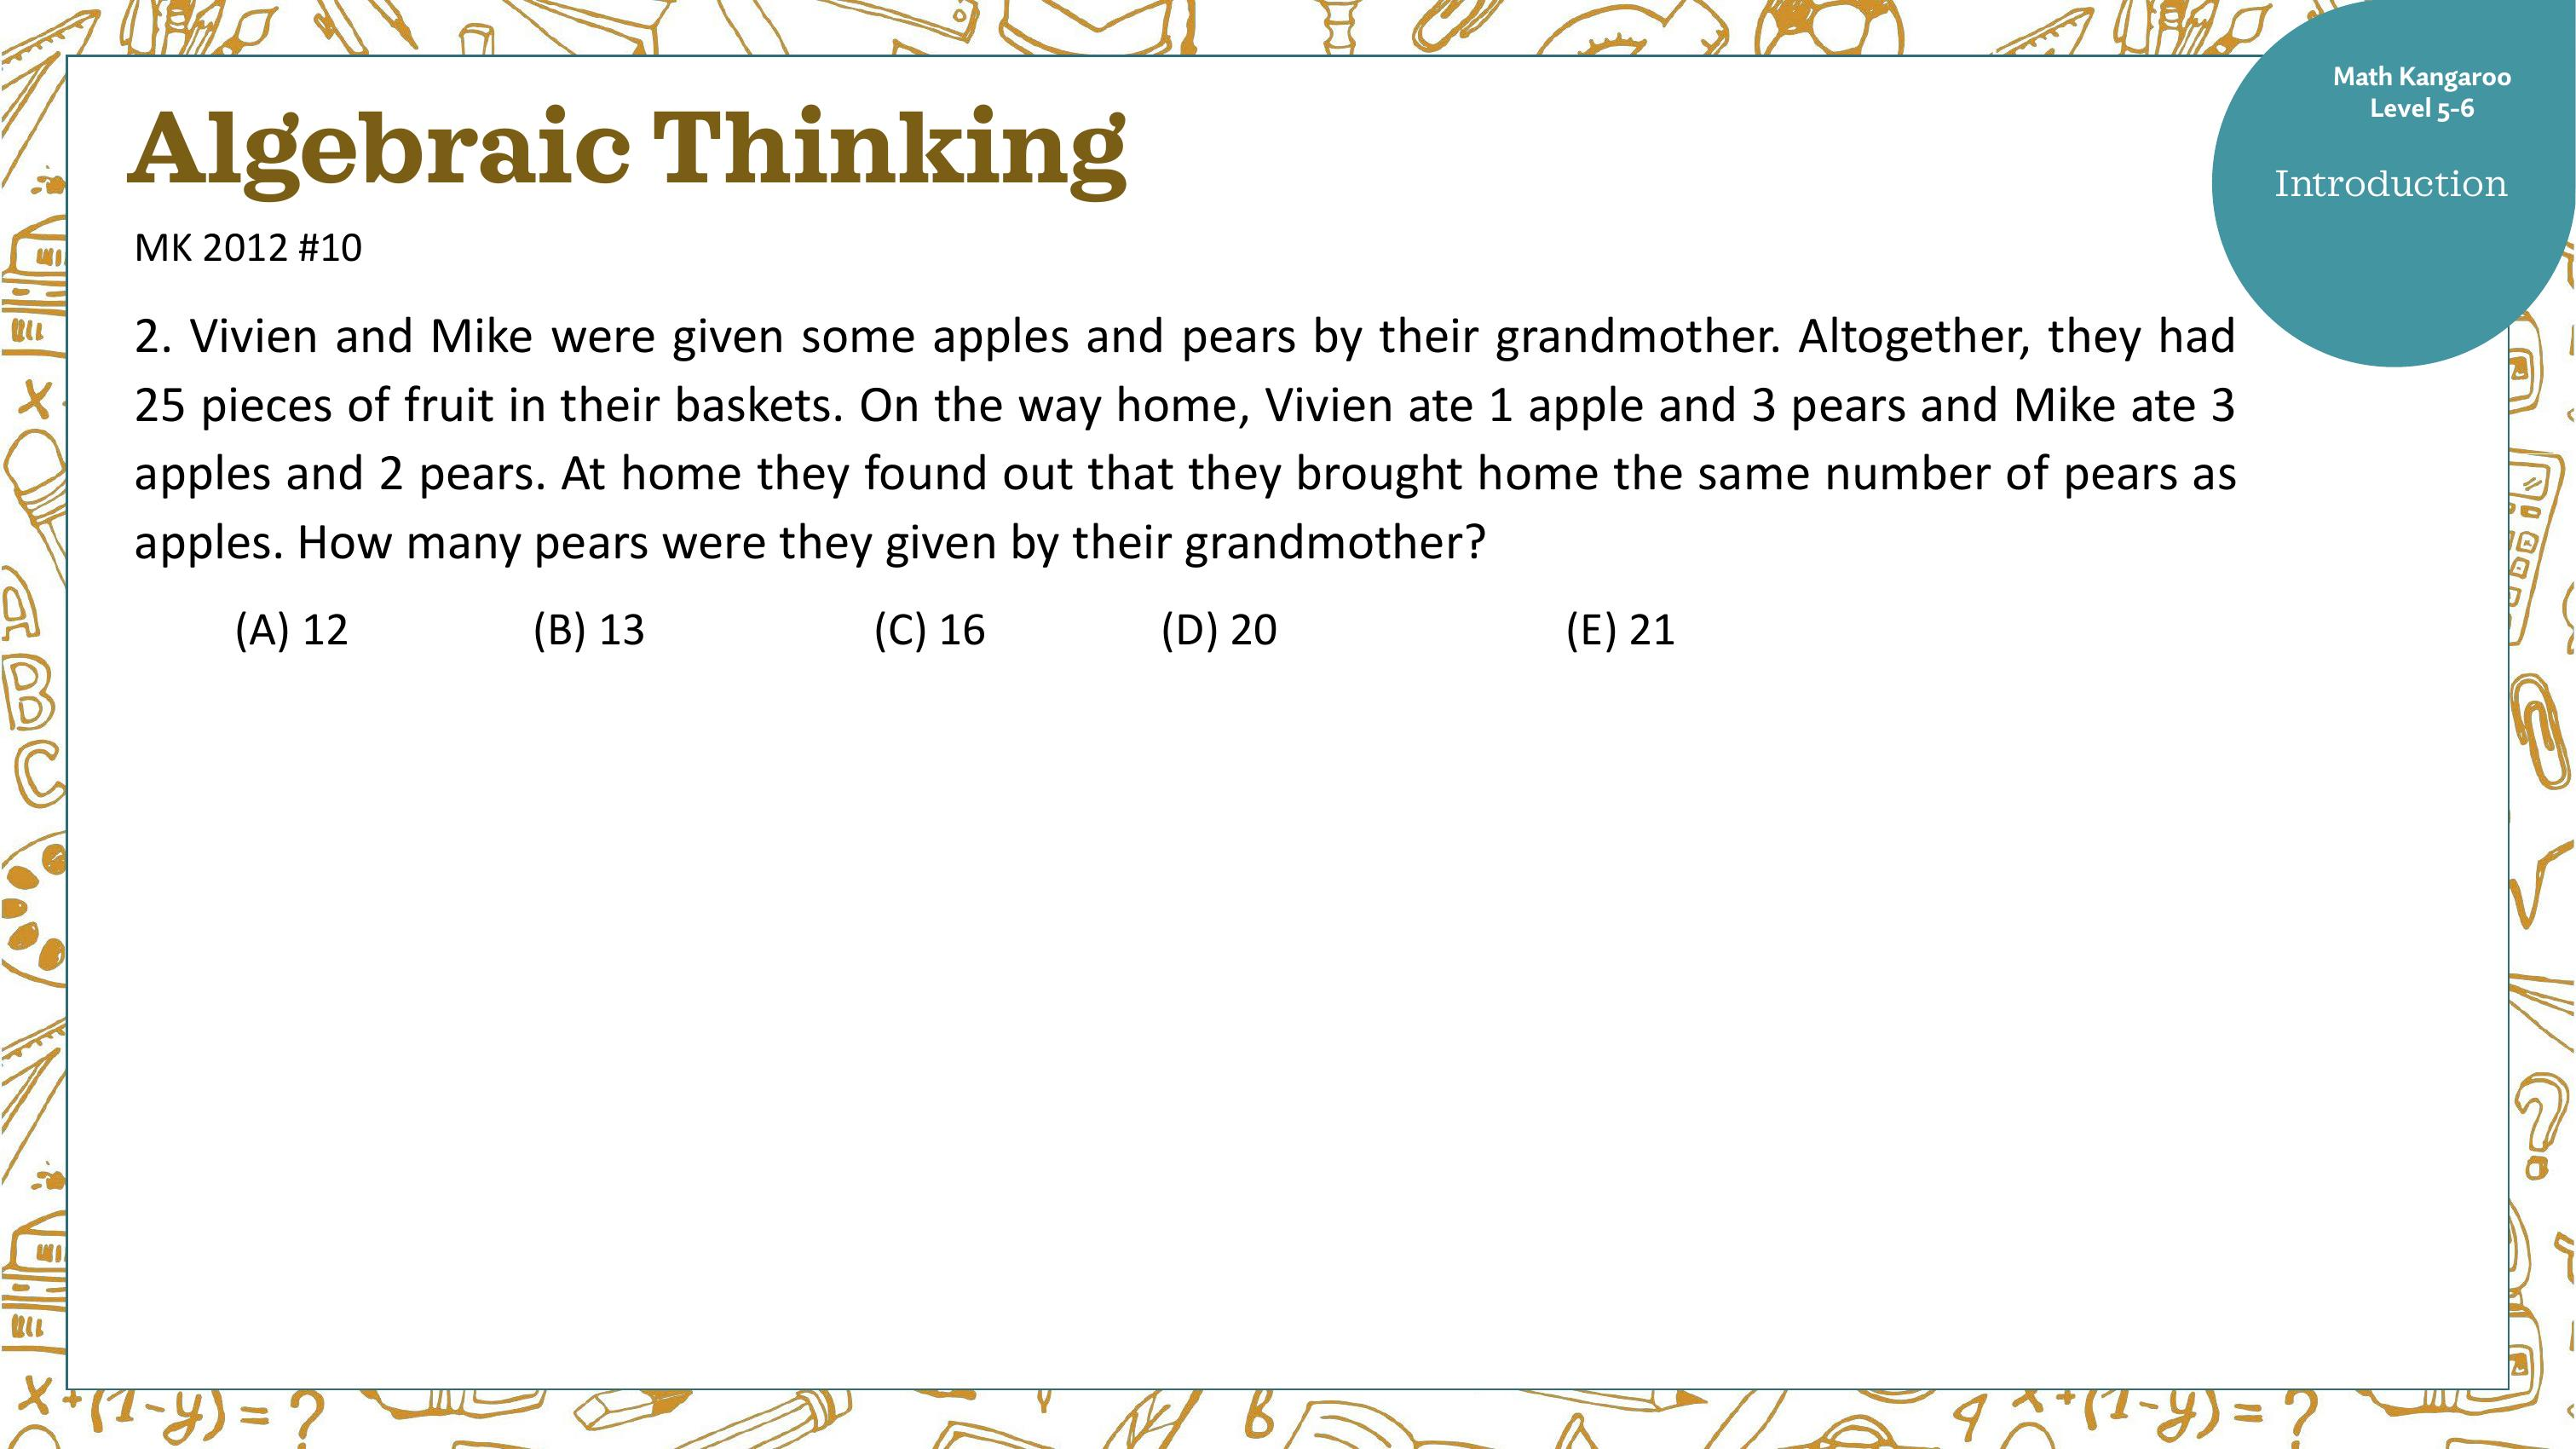 Math Kangaroo
Level 5-6
Introduction
Algebraic Thinking
MK 2012 #10
2. Vivien and Mike were given some apples and pears by their grandmother. Altogether, they had
25 pieces of fruit in their baskets. On the way home, Vivien ate 1 apple and 3 pears and Mike ate 3
apples and 2 pears. At home they found out that they brought home the same number of pears as
apples. How many pears were they given by their grandmother?
(A) 12 (B) 13 (C) 16 (D) 20 (E) 21
A
B
C
x+(1-y)=?
B
x+(1-y)=?